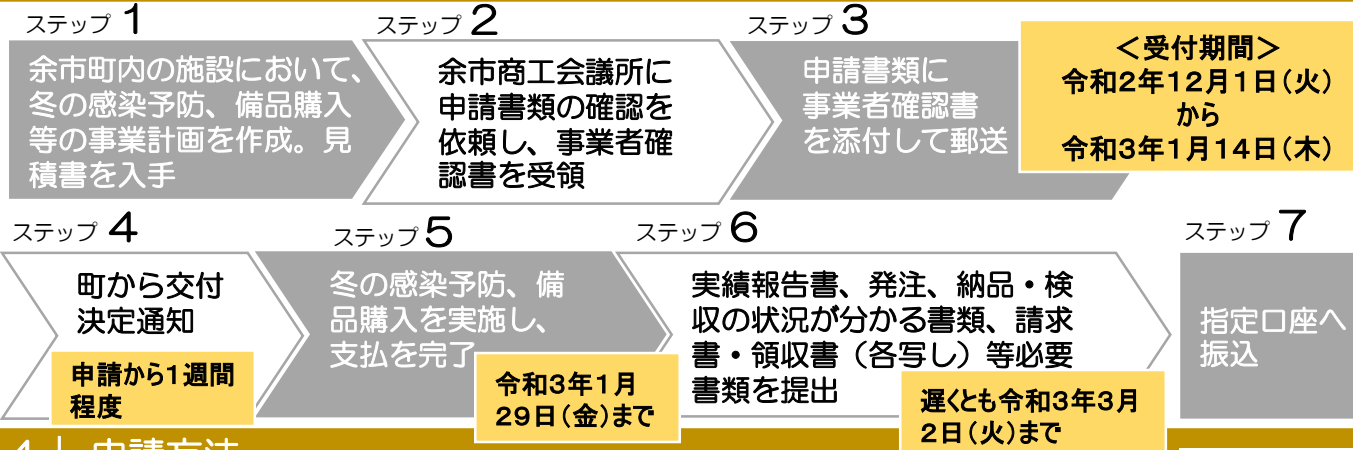 ステップ 1
余市町内の施設において、
冬の感染予防、備品購入
等の事業計画を作成。見
積書を入手
ステップ 2
余市商工会議所に
申請書類の確認を
依頼し、事業者確
認書を受領
ステップ 3
申請書類に
事業者確認書
を添付して郵送
＜受付期間＞
令和2年12月1日（火）
から
令和3年1月14日（木）
ステップ 4
町から交付
決定通知
申請から1週間
程度
ステップ 5
冬の感染予防、備
品購入を実施し、
支払を完了
令和3年1月
29日（金）まで
ステップ 6
実績報告書、発注、納品・検
収の状況が分かる書類、請求
書・領収書（各写し）等必要
書類を提出
遅くとも令和3年3月
2日（火）まで
ステップ 7
指定口座へ
振込
4｜申請方法